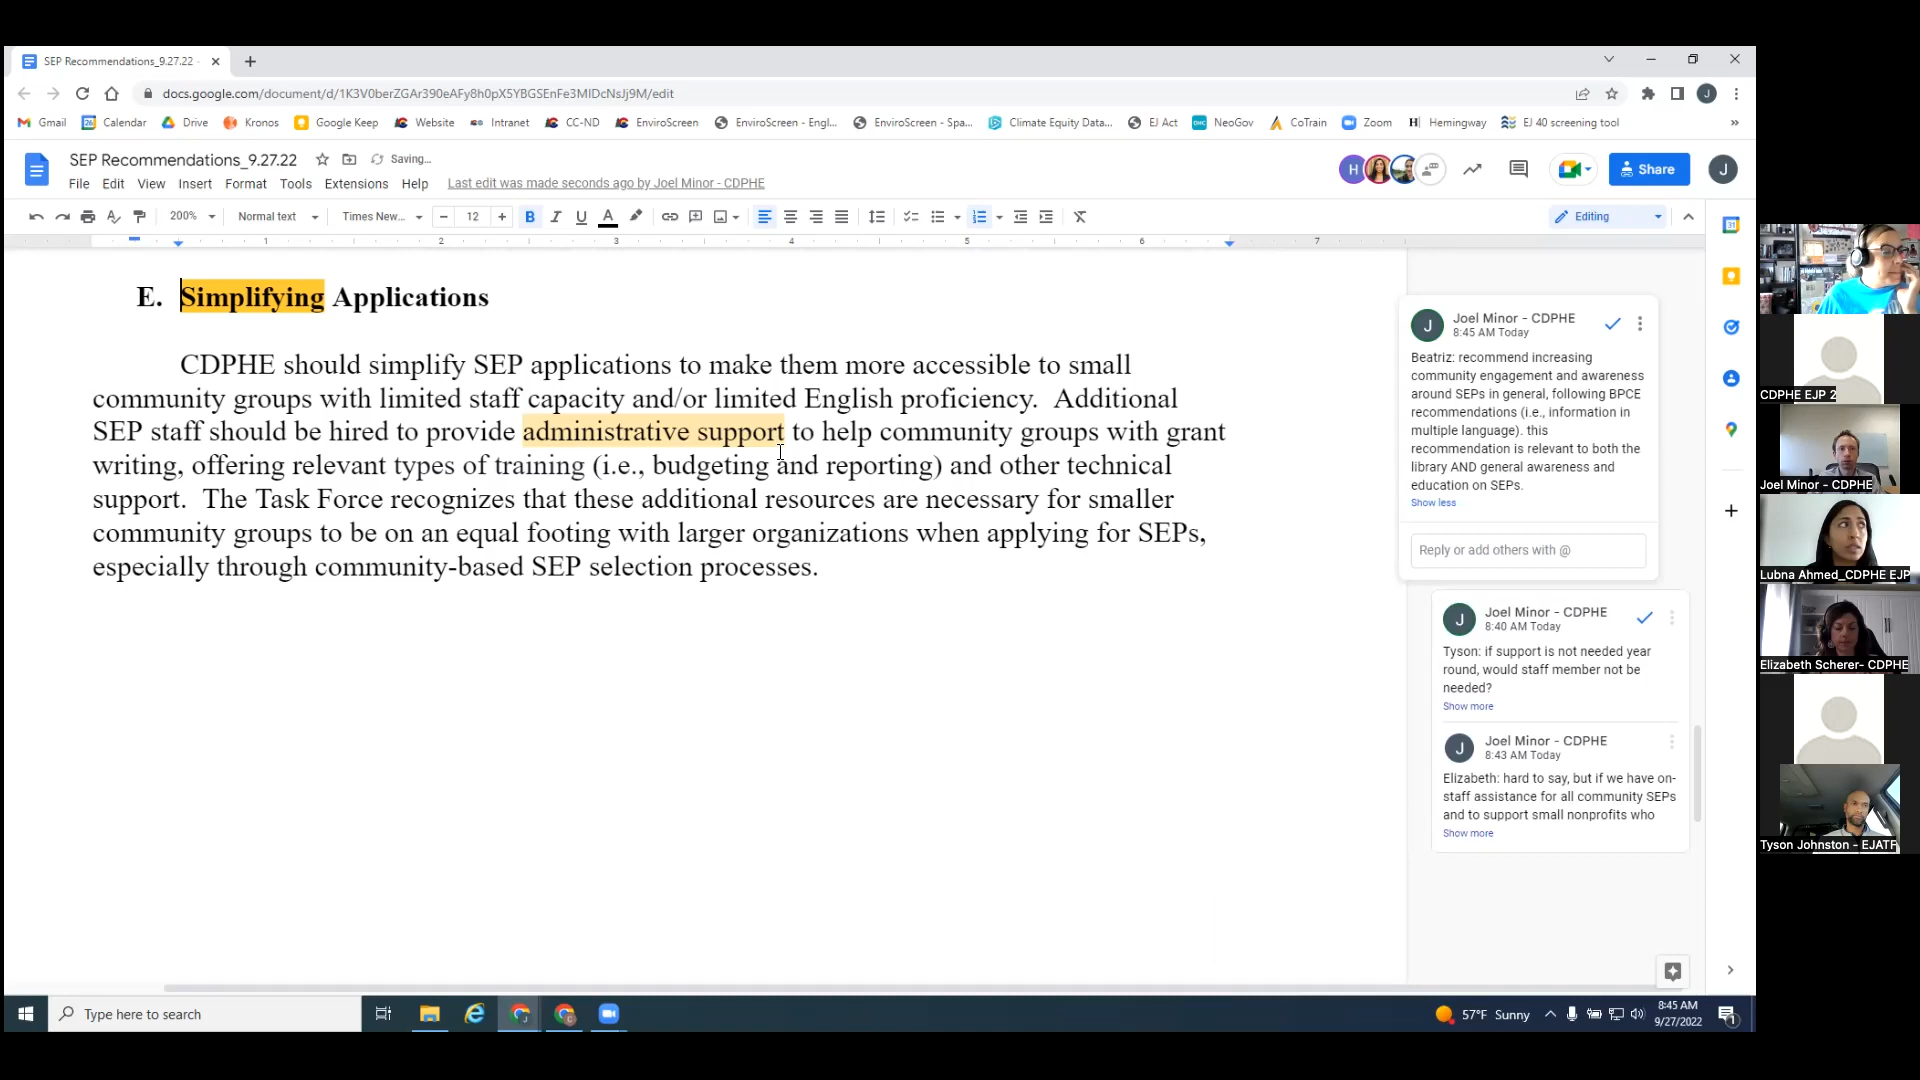 SEP Recommendations_9.27.22 -
docs.google.com/document/d/1K3V0berZGAr390eAFy8h0pX5YBGSEnFe3MIDcNsJj9M/edit
Gmail Calendar Drive Kronos Google Keep Website Intranet CC-ND EnviroScreen EnviroScreen - Engl... EnviroScreen - Spa... Climate Equity Data... EJ Act NeoGov CoTrain Zoom Hemingway EJ 40 screening tool »
SEP Recommendations_9.27.22 Saving...
File Edit View Insert Format Tools Extensions Help Last edit was made seconds ago by Joel Minor - CDPHE
H Share J
200% Normal text Times New... − 12 + B I U A Editing
1 2 3 4 5 6 7
E. Simplifying Applications
CDPHE should simplify SEP applications to make them more accessible to small
community groups with limited staff capacity and/or limited English proficiency.  Additional
SEP staff should be hired to provide administrative support to help community groups with grant
writing, offering relevant types of training (i.e., budgeting and reporting) and other technical
support.  The Task Force recognizes that these additional resources are necessary for smaller
community groups to be on an equal footing with larger organizations when applying for SEPs,
especially through community-based SEP selection processes.
J Joel Minor - CDPHE
8:45 AM Today
Beatriz: recommend increasing
community engagement and awareness
around SEPs in general, following BPCE
recommendations (i.e., information in
multiple language). this
recommendation is relevant to both the
library AND general awareness and
education on SEPs.
Show less
Reply or add others with @
J Joel Minor - CDPHE
8:40 AM Today
Tyson: if support is not needed year
round, would staff member not be
needed?
Show more
J Joel Minor - CDPHE
8:43 AM Today
Elizabeth: hard to say, but if we have on-
staff assistance for all community SEPs
and to support small nonprofits who
Show more
CDPHE EJP 2
Joel Minor - CDPHE
Lubna Ahmed_CDPHE EJP
Elizabeth Scherer- CDPHE
Tyson Johnston - EJATF
Type here to search
57°F Sunny
8:45 AM
9/27/2022